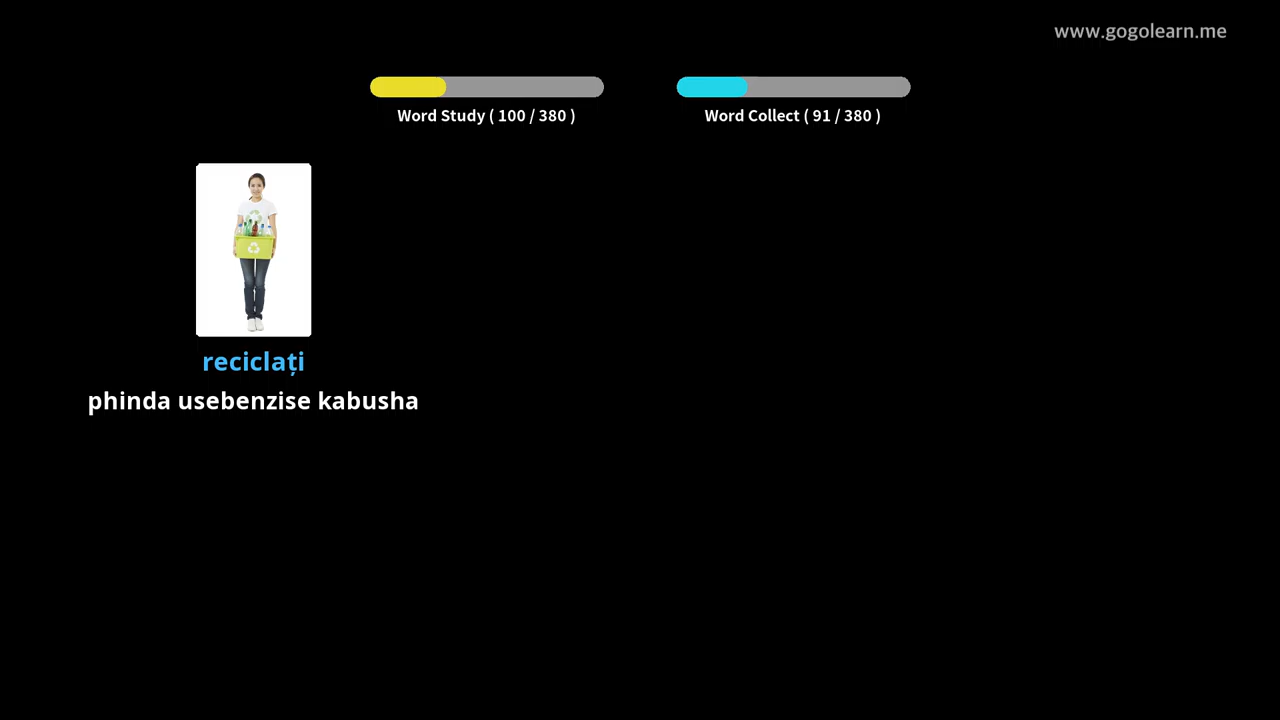 www.gogolearn.me
Word Study ( 100 / 380 )
Word Collect ( 91 / 380 )
reciclați
phinda usebenzise kabusha